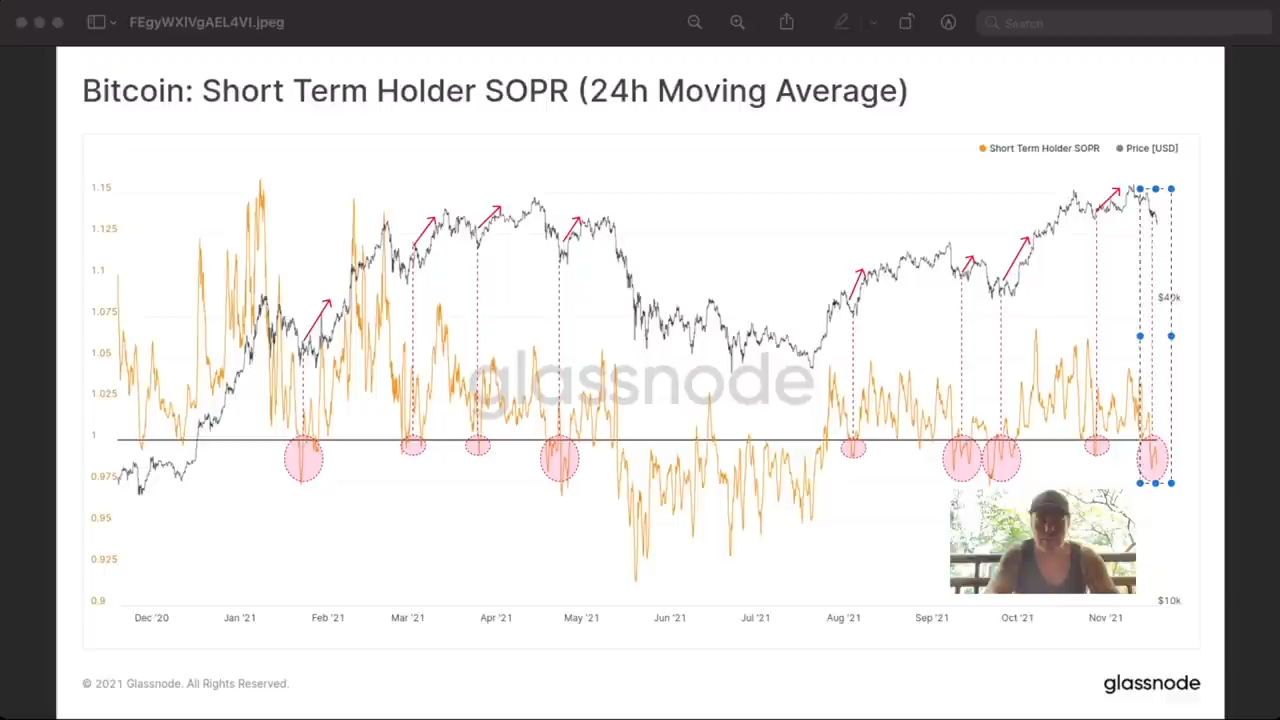 FEgyWXIVgAEL4VI.jpeg
Search
Bitcoin: Short Term Holder SOPR (24h Moving Average)
Short Term Holder SOPR
Price [USD]
1.15
1.125
1.1
1.075
1.05
1.025
1
0.975
0.95
0.925
0.9
$40k
$10k
glassnode
Dec '20
Jan '21
Feb '21
Mar '21
Apr '21
May '21
Jun '21
Jul '21
Aug '21
Sep '21
Oct '21
Nov '21
© 2021 Glassnode. All Rights Reserved.
glassnode